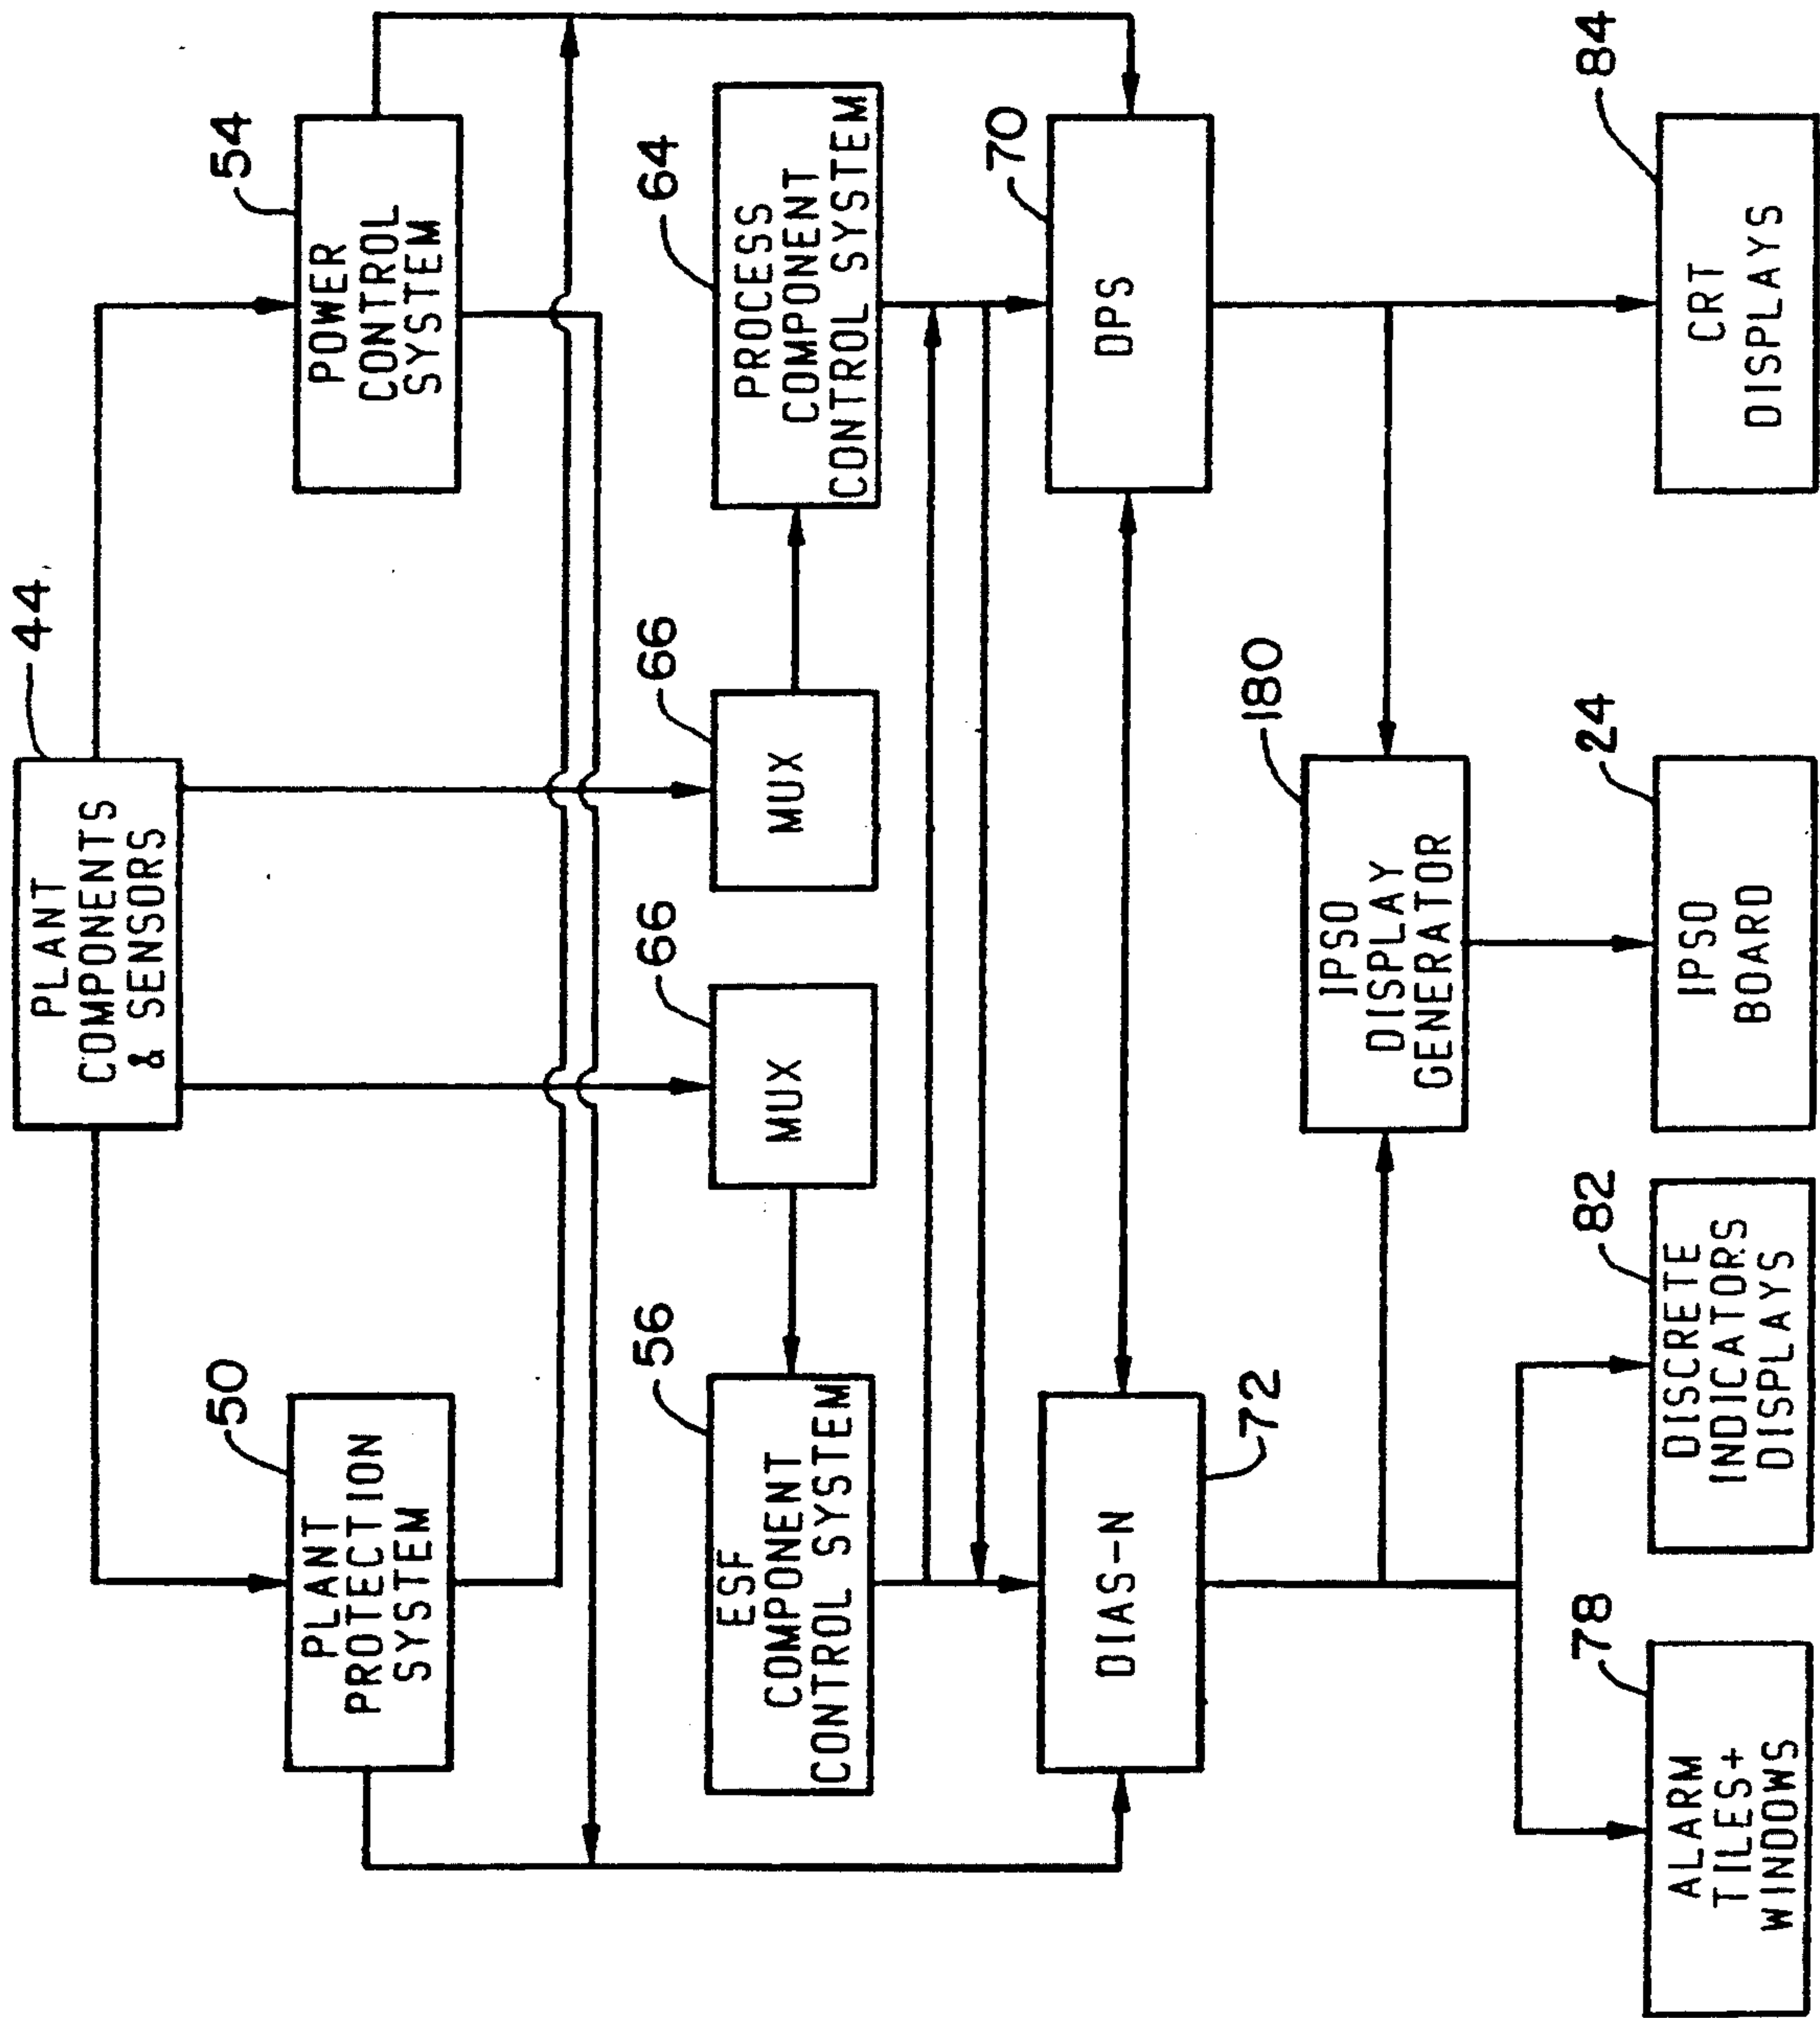 44
PLANT
COMPONENTS
& SENSORS
50
PLANT
PROTECTION
SYSTEM
54
POWER
CONTROL
SYSTEM
56
ESF
COMPONENT
CONTROL SYSTEM
66
MUX
66
MUX
64
PROCESS
COMPONENT
CONTROL SYSTEM
DIAS-N
72
70
DPS
180
IPSO
DISPLAY
GENERATOR
78
ALARM
TILES+
WINDOWS
82
DISCRETE
INDICATORS
DISPLAYS
24
IPSO
BOARD
84
CRT
DISPLAYS